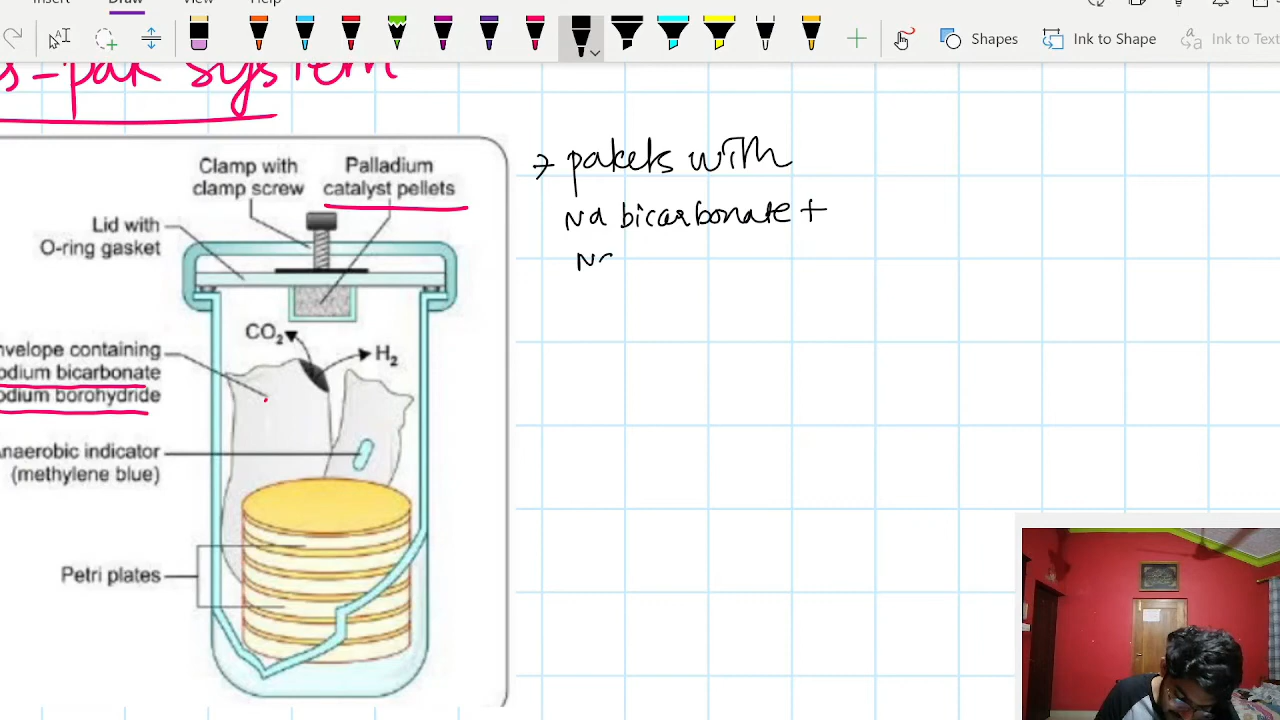 Insert
Draw
Help
Shapes
Ink to Shape
Ink to Text
s-pak system
Clamp with
clamp screw
Palladium
catalyst pellets
Lid with
O-ring gasket
CO₂
H₂
nvelope containing
odium bicarbonate
odium borohydride
Anaerobic indicator
(methylene blue)
Petri plates
→ pakets with
Na bicarbonate +